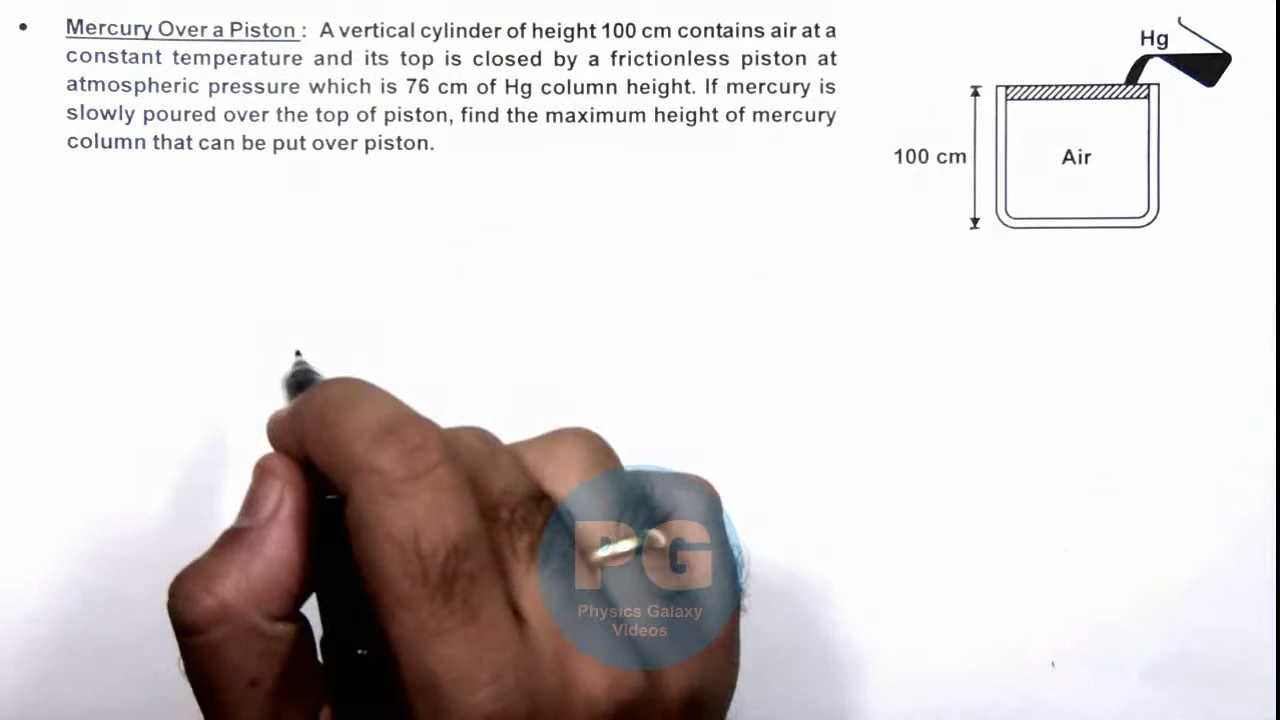 • Mercury Over a Piston : A vertical cylinder of height 100 cm contains air at a
constant temperature and its top is closed by a frictionless piston at
atmospheric pressure which is 76 cm of Hg column height. If mercury is
slowly poured over the top of piston, find the maximum height of mercury
column that can be put over piston.
Hg
100 cm
Air
PG
Physics Galaxy
Videos